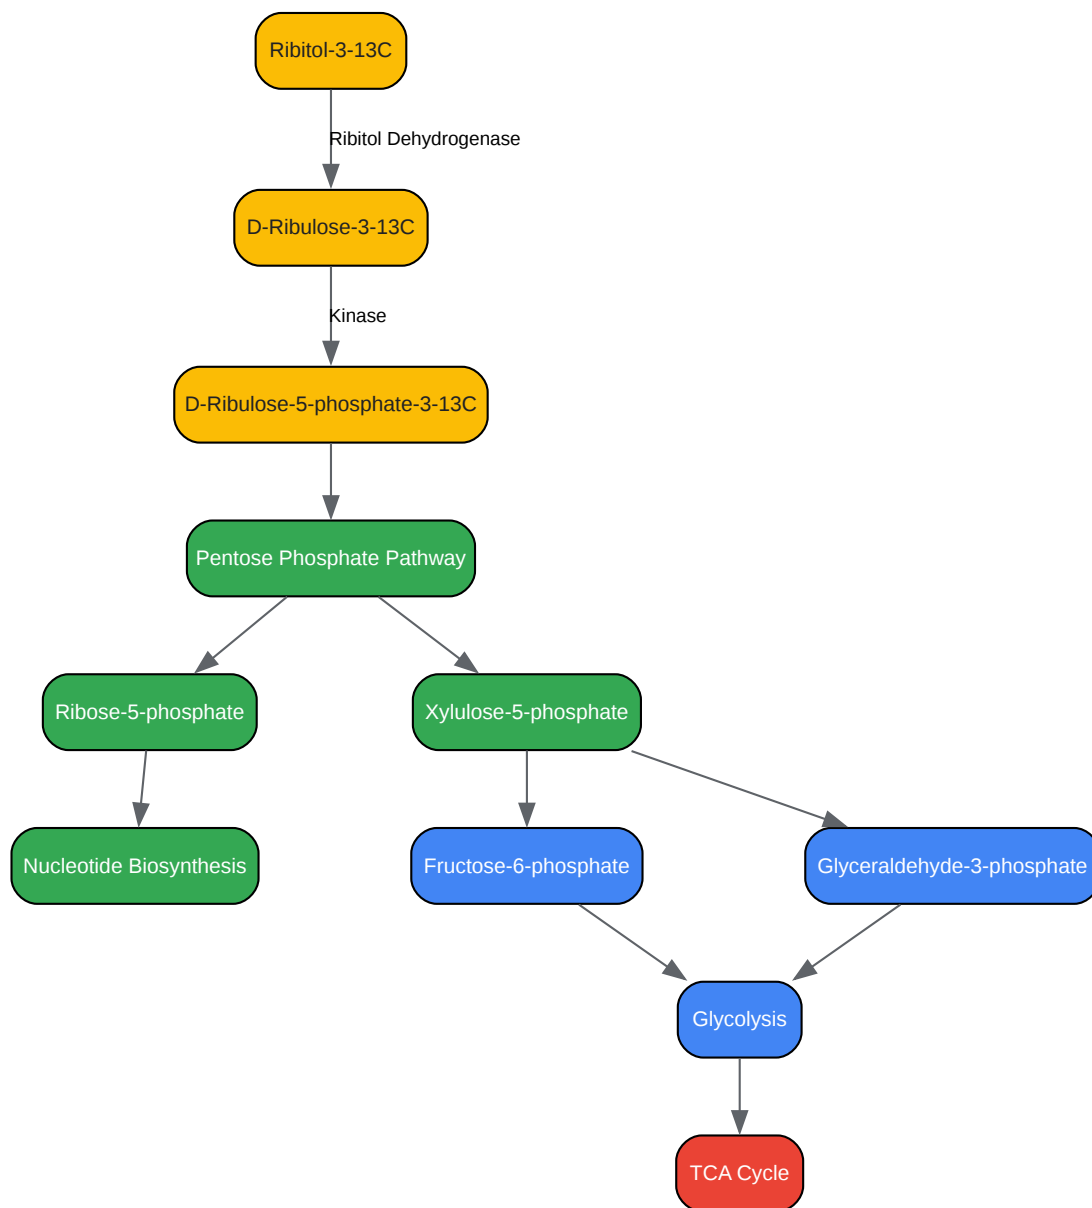 Ribitol-3-13C
Ribitol Dehydrogenase
D-Ribulose-3-13C
Kinase
D-Ribulose-5-phosphate-3-13C
Pentose Phosphate Pathway
Ribose-5-phosphate
Xylulose-5-phosphate
Nucleotide Biosynthesis
Fructose-6-phosphate
Glyceraldehyde-3-phosphate
Glycolysis
TCA Cycle